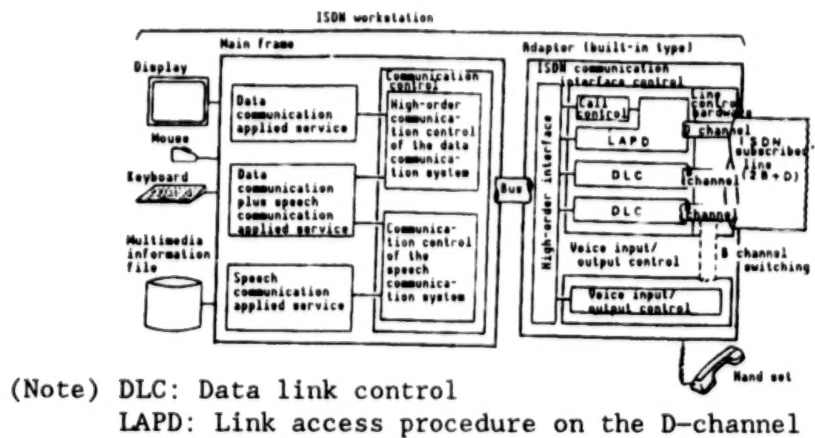 ISDN workstation
Main frame
Adaptor (built-in type)
Display
Mouse
Keyboard
Multimedia
information
file
Data
communication
applied service
Data
communication
plus speech
communication
applied service
Speech
communication
applied service
Communication
control
High-order
communica-
tion control
of the data
communica-
tion system
Communica-
tion control
of the
speech
communica-
tion system
Bus
ISDN communication
interface control
High-order interface
Call
control
LAPD
DLC
DLC
Line
control
hardware
D channel
channel
channel
ISDN
subscriber
line
(2B+D)
Voice input/
output control
B channel
switching
Voice input/
output control
Hand set
(Note) DLC: Data link control
LAPD: Link access procedure on the D-channel